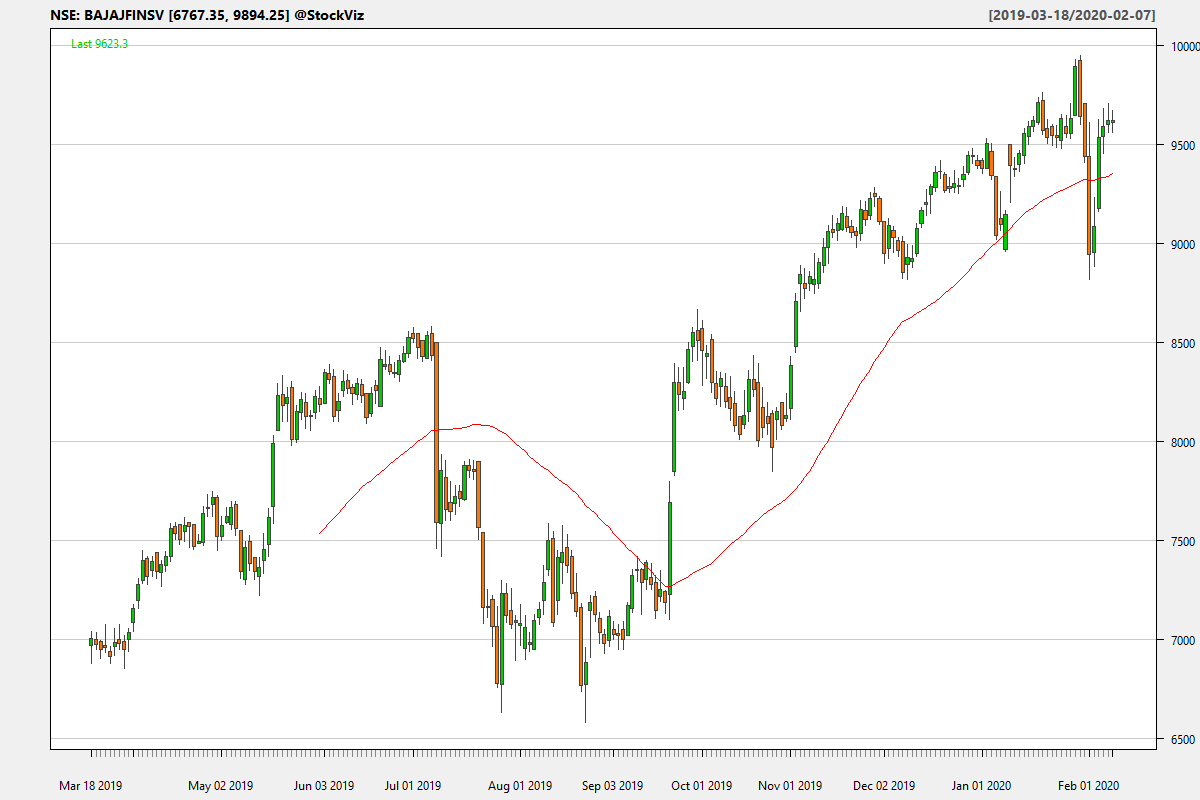 NSE: BAJAJFINSV [6767.35, 9894.25] @StockViz
[2019-03-18/2020-02-07]
Last 9623.3
10000
9500
9000
8500
8000
7500
7000
6500
Mar 18 2019
May 02 2019
Jun 03 2019
Jul 01 2019
Aug 01 2019
Sep 03 2019
Oct 01 2019
Nov 01 2019
Dec 02 2019
Jan 01 2020
Feb 01 2020